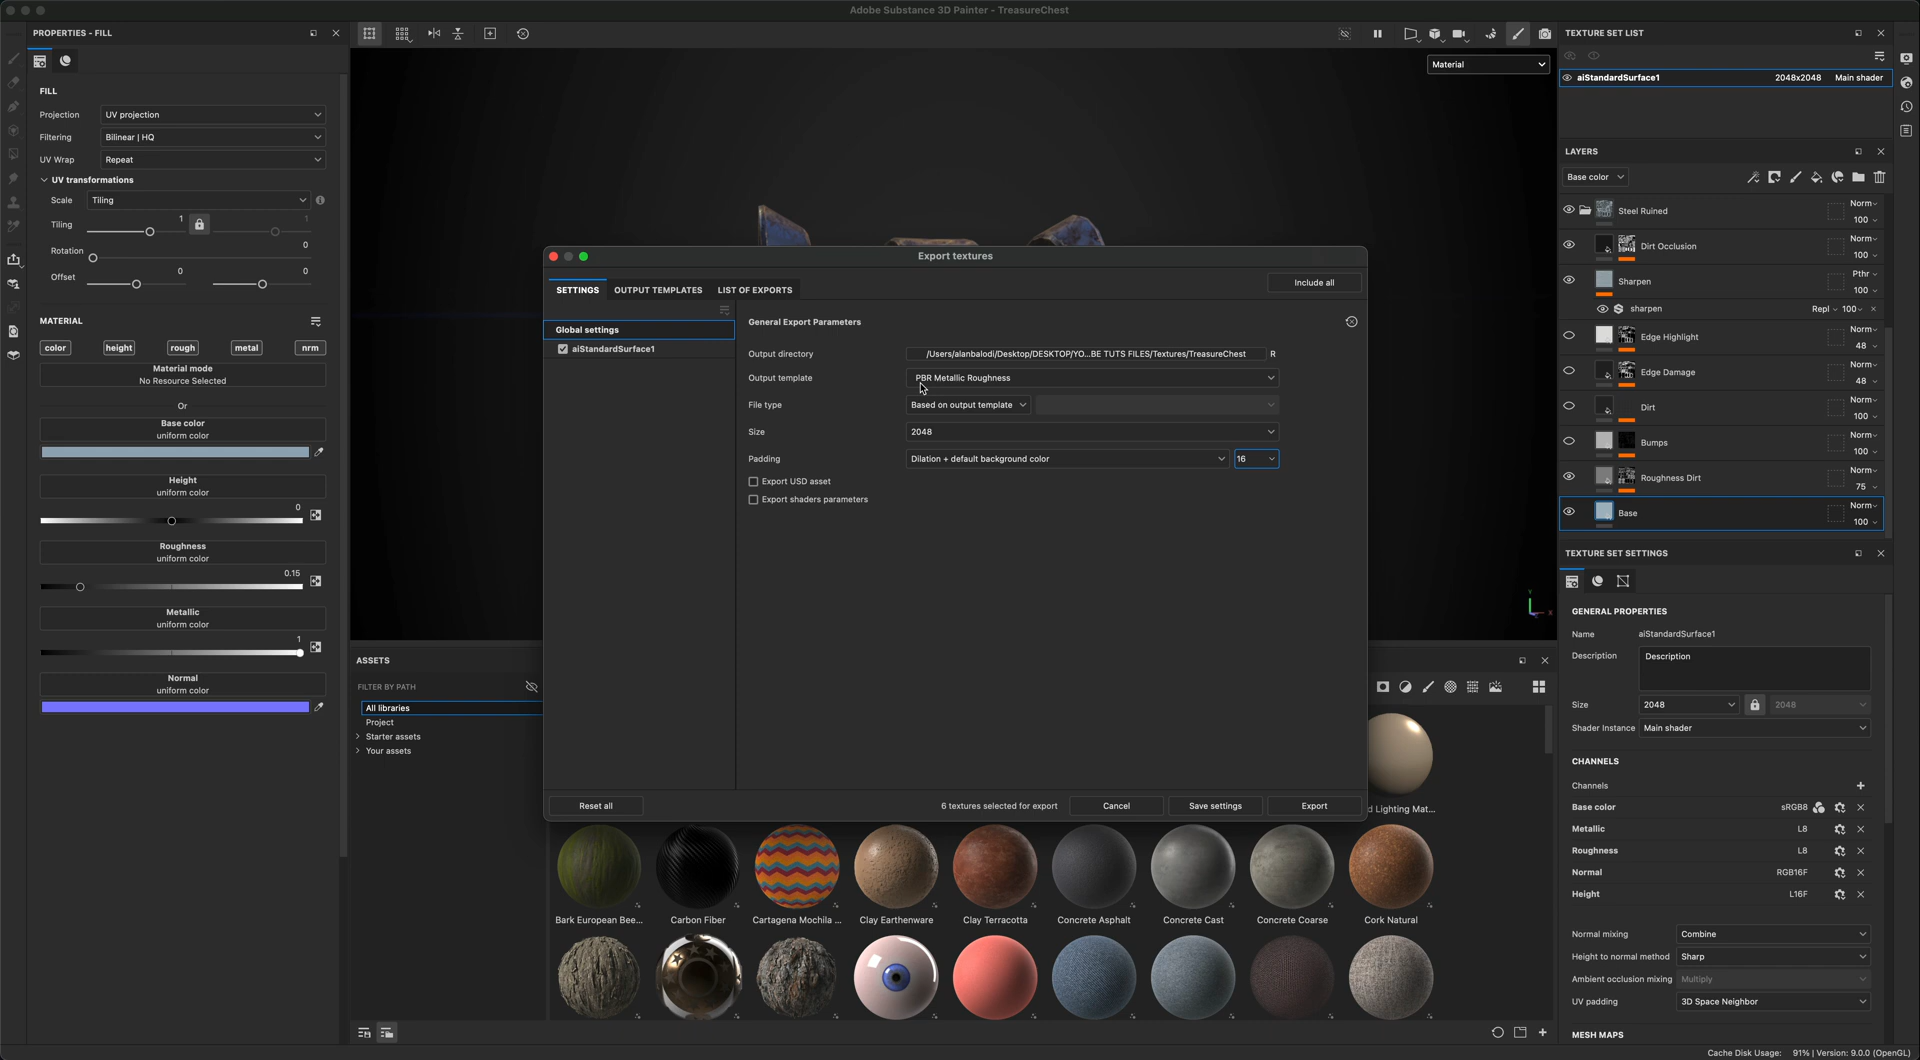 Adobe Substance 3D Painter - TreasureChest
PROPERTIES - FILL
FILL
Projection
UV projection
Filtering
Bilinear | HQ
UV Wrap
Repeat
UV transformations
Scale
Tiling
Tiling
1
1
Rotation
0
Offset
0
0
MATERIAL
color
height
rough
metal
nrm
Material mode
No Resource Selected
Or
Base color
uniform color
Height
uniform color
0
Roughness
uniform color
0.15
Metallic
uniform color
1
Normal
uniform color
Material
Export textures
SETTINGS
OUTPUT TEMPLATES
LIST OF EXPORTS
Include all
Global settings
aiStandardSurface1
General Export Parameters
Output directory
/Users/alanbalodi/Desktop/DESKTOP/YO...BE TUTS FILES/Textures/TreasureChest
R
Output template
PBR Metallic Roughness
File type
Based on output template
Size
2048
Padding
Dilation + default background color
16
Export USD asset
Export shaders parameters
Reset all
6 textures selected for export
Cancel
Save settings
Export
ASSETS
FILTER BY PATH
All libraries
Project
Starter assets
Your assets
d Lighting Mat...
Bark European Bee...
Carbon Fiber
Cartagena Mochila ...
Clay Earthenware
Clay Terracotta
Concrete Asphalt
Concrete Cast
Concrete Coarse
Cork Natural
TEXTURE SET LIST
aiStandardSurface1
2048x2048
Main shader
LAYERS
Base color
Steel Ruined
Norm
100
Dirt Occlusion
Norm
100
Sharpen
Pthr
100
sharpen
Repl
100
Edge Highlight
Norm
48
Edge Damage
Norm
48
Dirt
Norm
100
Bumps
Norm
100
Roughness Dirt
Norm
75
Base
Norm
100
TEXTURE SET SETTINGS
GENERAL PROPERTIES
Name
aiStandardSurface1
Description
Description
Size
2048
2048
Shader Instance
Main shader
CHANNELS
Channels
Base color
sRGB8
Metallic
L8
Roughness
L8
Normal
RGB16F
Height
L16F
Normal mixing
Combine
Height to normal method
Sharp
Ambient occlusion mixing
Multiply
UV padding
3D Space Neighbor
MESH MAPS
Cache Disk Usage: 91% | Version: 9.0.0 (OpenGL)
Y
X